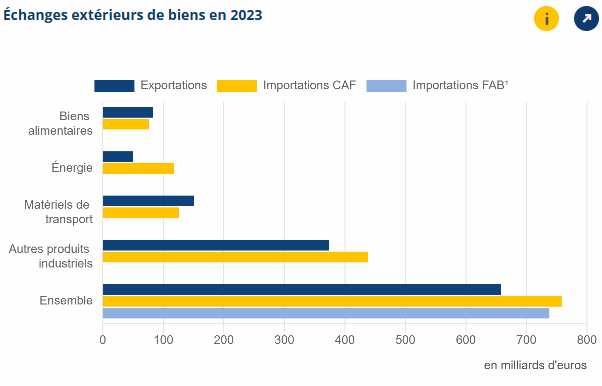 Échanges extérieurs de biens en 2023
i
Exportations
Importations CAF
Importations FAB¹
Biens
alimentaires
Énergie
Matériels de
transport
Autres produits
industriels
Ensemble
0 100 200 300 400 500 600 700 800
en milliards d'euros